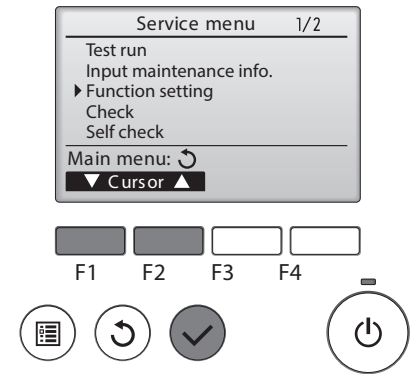 Service menu 1/2
Test run
Input maintenance info.
Function setting
Check
Self check
Main menu:
▼ Cursor ▲
F1 F2 F3 F4